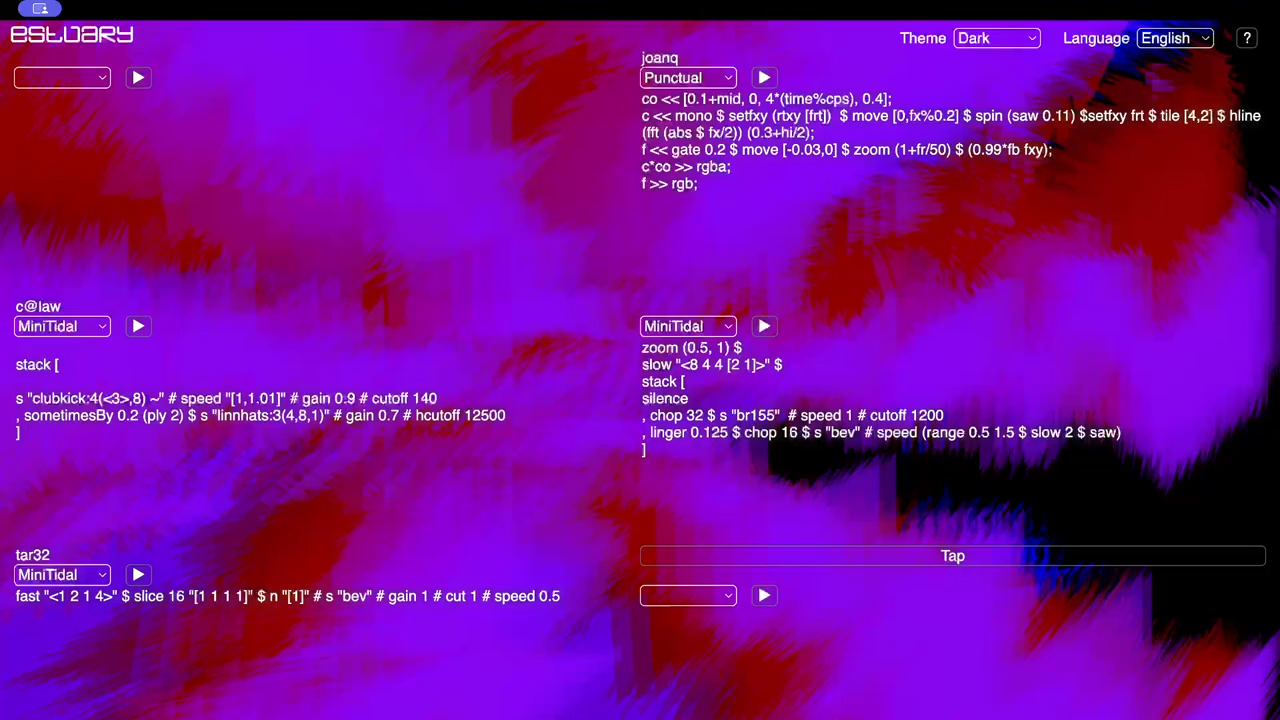 estuary
Theme Dark Language English ?
joanq
Punctual
co << [0.1+mid, 0, 4*(time%cps), 0.4];
c << mono $ setfxy (rtxy [frt])  $ move [0,fx%0.2] $ spin (saw 0.11) $setfxy frt $ tile [4,2] $ hline
(fft (abs $ fx/2)) (0.3+hi/2);
f << gate 0.2 $ move [-0.03,0] $ zoom (1+fr/50) $ (0.99*fb fxy);
c*co >> rgba;
f >> rgb;
c@law
MiniTidal
stack [
s "clubkick:4(<3>,8) ~" # speed "[1,1.01]" # gain 0.9 # cutoff 140
, sometimesBy 0.2 (ply 2) $ s "linnhats:3(4,8,1)" # gain 0.7 # hcutoff 12500
]
MiniTidal
zoom (0.5, 1) $
slow "<8 4 4 [2 1]>" $
stack [
silence
, chop 32 $ s "br155"  # speed 1 # cutoff 1200
, linger 0.125 $ chop 16 $ s "bev" # speed (range 0.5 1.5 $ slow 2 $ saw)
]
tar32
MiniTidal
fast "<1 2 1 4>" $ slice 16 "[1 1 1 1]" $ n "[1]" # s "bev" # gain 1 # cut 1 # speed 0.5
Tap